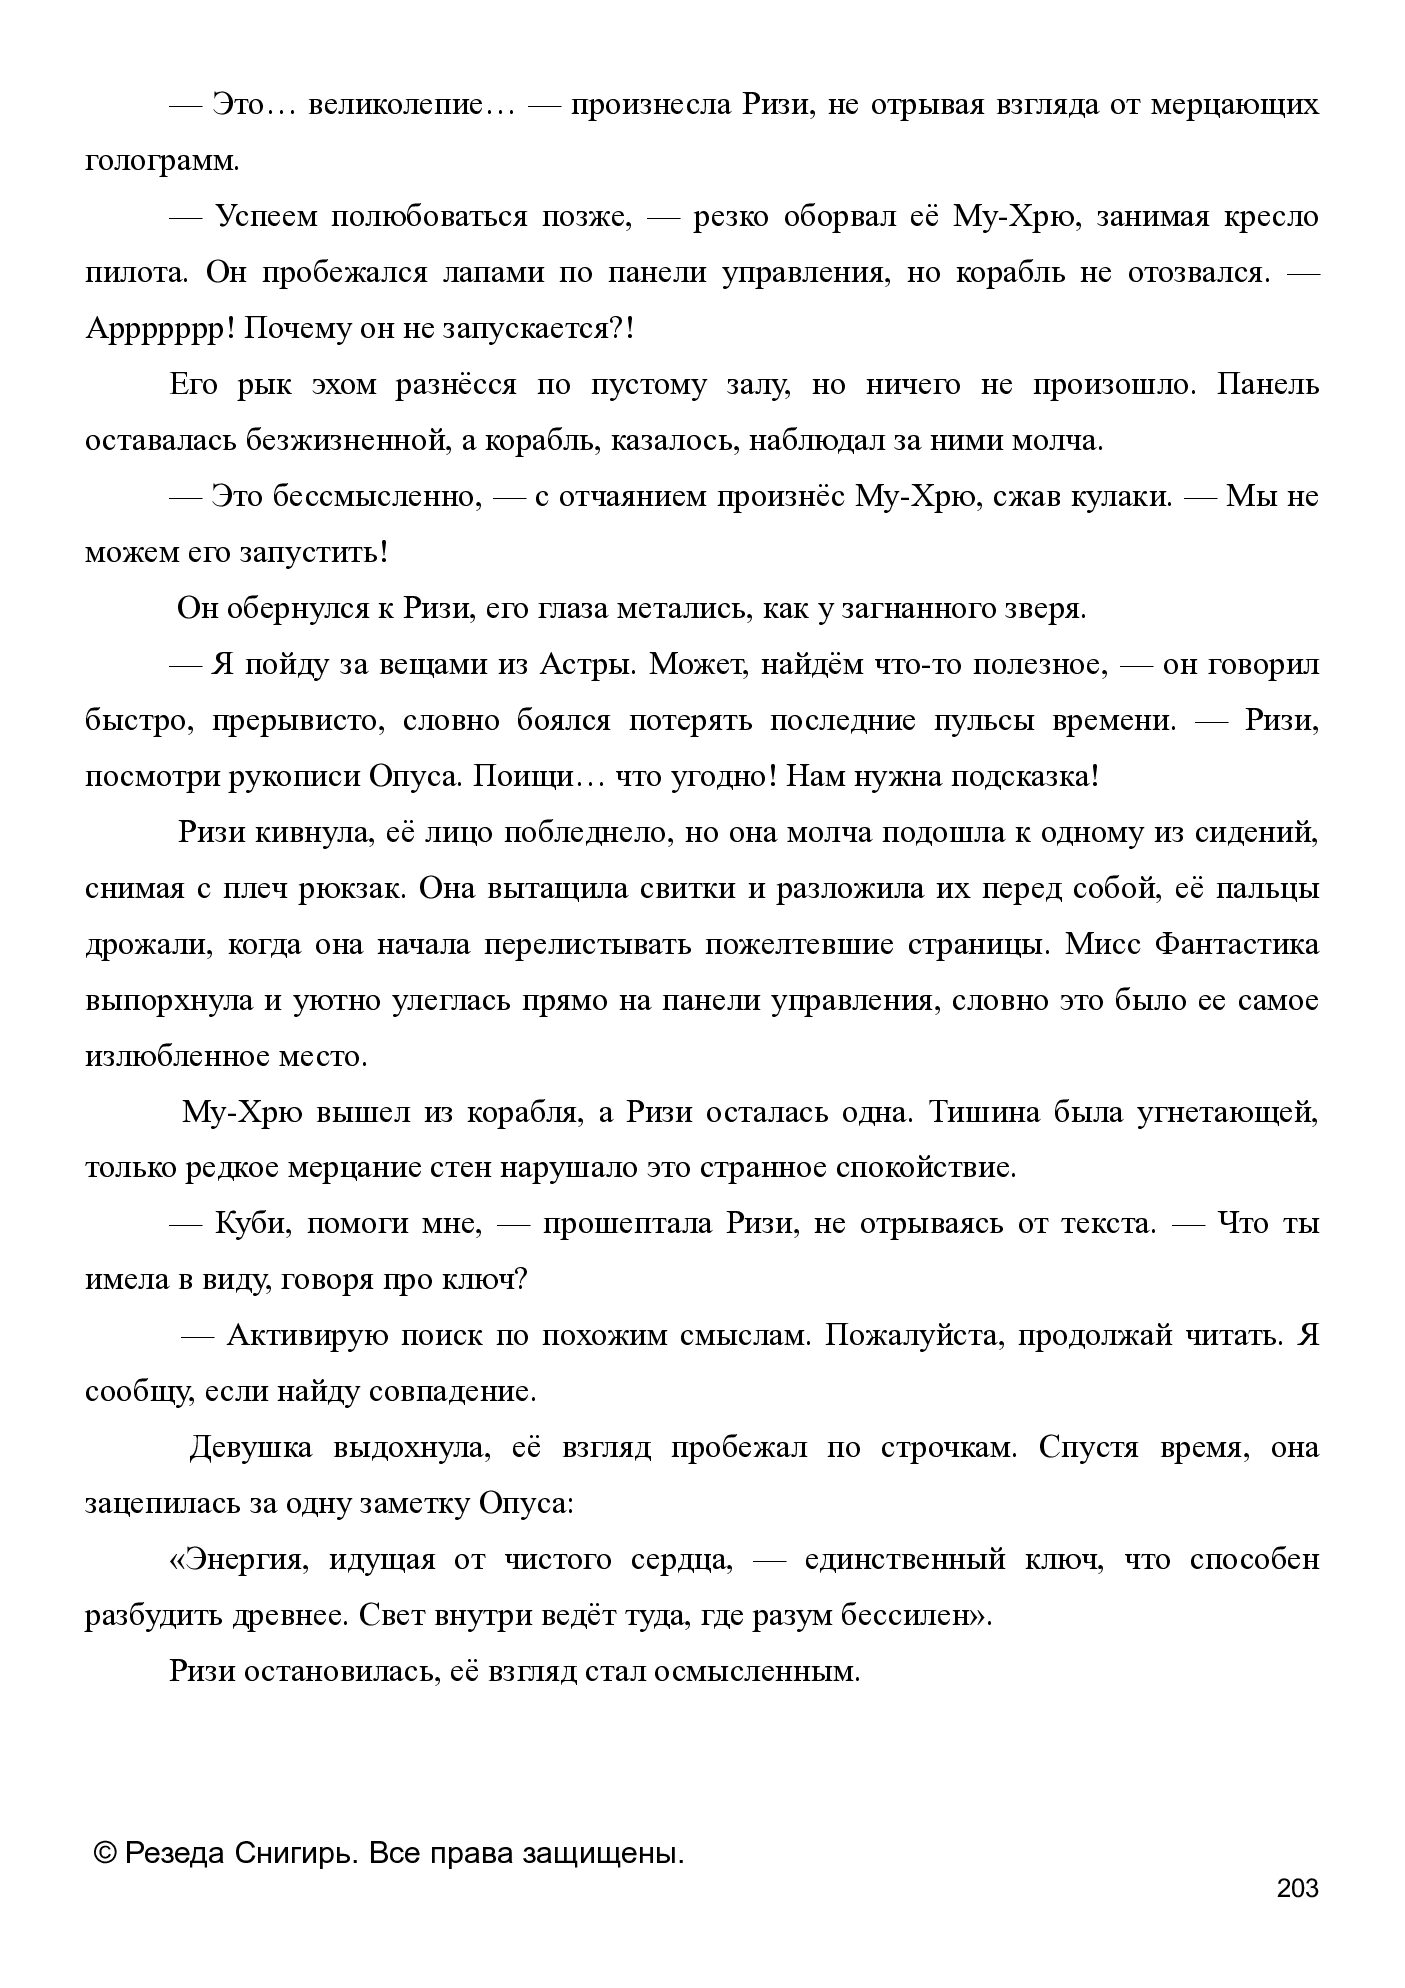 — Это… великолепие… — произнесла Ризи, не отрывая взгляда от мерцающих
голограмм.
— Успеем полюбоваться позже, — резко оборвал её Му-Хрю, занимая кресло
пилота. Он пробежался лапами по панели управления, но корабль не отозвался. —
Аррррррр! Почему он не запускается?!
Его рык эхом разнёсся по пустому залу, но ничего не произошло. Панель
оставалась безжизненной, а корабль, казалось, наблюдал за ними молча.
— Это бессмысленно, — с отчаянием произнёс Му-Хрю, сжав кулаки. — Мы не
можем его запустить!
Он обернулся к Ризи, его глаза метались, как у загнанного зверя.
— Я пойду за вещами из Астры. Может, найдём что-то полезное, — он говорил
быстро, прерывисто, словно боялся потерять последние пульсы времени. — Ризи,
посмотри рукописи Опуса. Поищи… что угодно! Нам нужна подсказка!
Ризи кивнула, её лицо побледнело, но она молча подошла к одному из сидений,
снимая с плеч рюкзак. Она вытащила свитки и разложила их перед собой, её пальцы
дрожали, когда она начала перелистывать пожелтевшие страницы. Мисс Фантастика
выпорхнула и уютно улеглась прямо на панели управления, словно это было ее самое
излюбленное место.
Му-Хрю вышел из корабля, а Ризи осталась одна. Тишина была угнетающей,
только редкое мерцание стен нарушало это странное спокойствие.
— Куби, помоги мне, — прошептала Ризи, не отрываясь от текста. — Что ты
имела в виду, говоря про ключ?
— Активирую поиск по похожим смыслам. Пожалуйста, продолжай читать. Я
сообщу, если найду совпадение.
Девушка выдохнула, её взгляд пробежал по строчкам. Спустя время, она
зацепилась за одну заметку Опуса:
«Энергия, идущая от чистого сердца, — единственный ключ, что способен
разбудить древнее. Свет внутри ведёт туда, где разум бессилен».
Ризи остановилась, её взгляд стал осмысленным.
© Резеда Снигирь. Все права защищены.
203